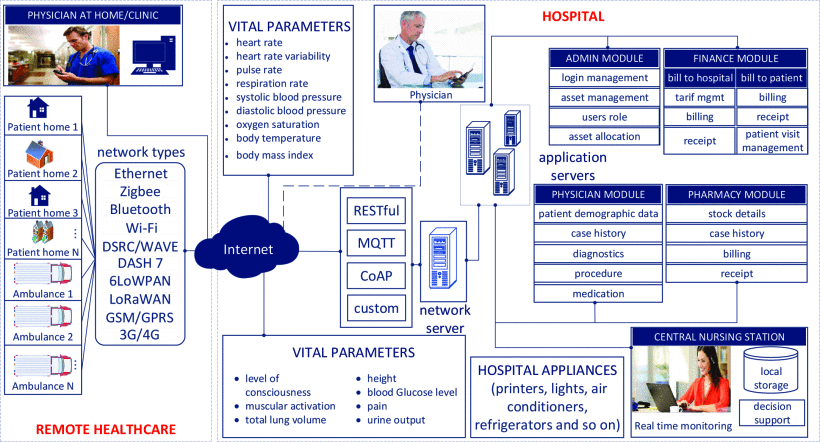 PHYSICIAN AT HOME/CLINIC
Patient home 1
Patient home 2
Patient home 3
Patient home N
Ambulance 1
Ambulance 2
Ambulance N
network types
Ethernet
Zigbee
Bluetooth
Wi-Fi
DSRC/WAVE
DASH 7
6LoWPAN
LoRaWAN
GSM/GPRS
3G/4G
REMOTE HEALTHCARE
VITAL PARAMETERS
• heart rate
• heart rate variability
• pulse rate
• respiration rate
• systolic blood pressure
• diastolic blood pressure
• oxygen saturation
• body temperature
• body mass index
Internet
Physician
RESTful
MQTT
CoAP
custom
network
server
VITAL PARAMETERS
• level of
consciousness
• muscular activation
• total lung volume
• height
• blood Glucose level
• pain
• urine output
HOSPITAL
application
servers
ADMIN MODULE
login management
asset management
users role
asset allocation
FINANCE MODULE
bill to hospital
bill to patient
tarif mgmt
billing
billing
receipt
receipt
patient visit
management
PHYSICIAN MODULE
patient demographic data
case history
diagnostics
procedure
medication
PHARMACY MODULE
stock details
case history
billing
receipt
HOSPITAL APPLIANCES
(printers, lights, air
conditioners,
refrigerators and so on)
CENTRAL NURSING STATION
Real time monitoring
local
storage
decision
support